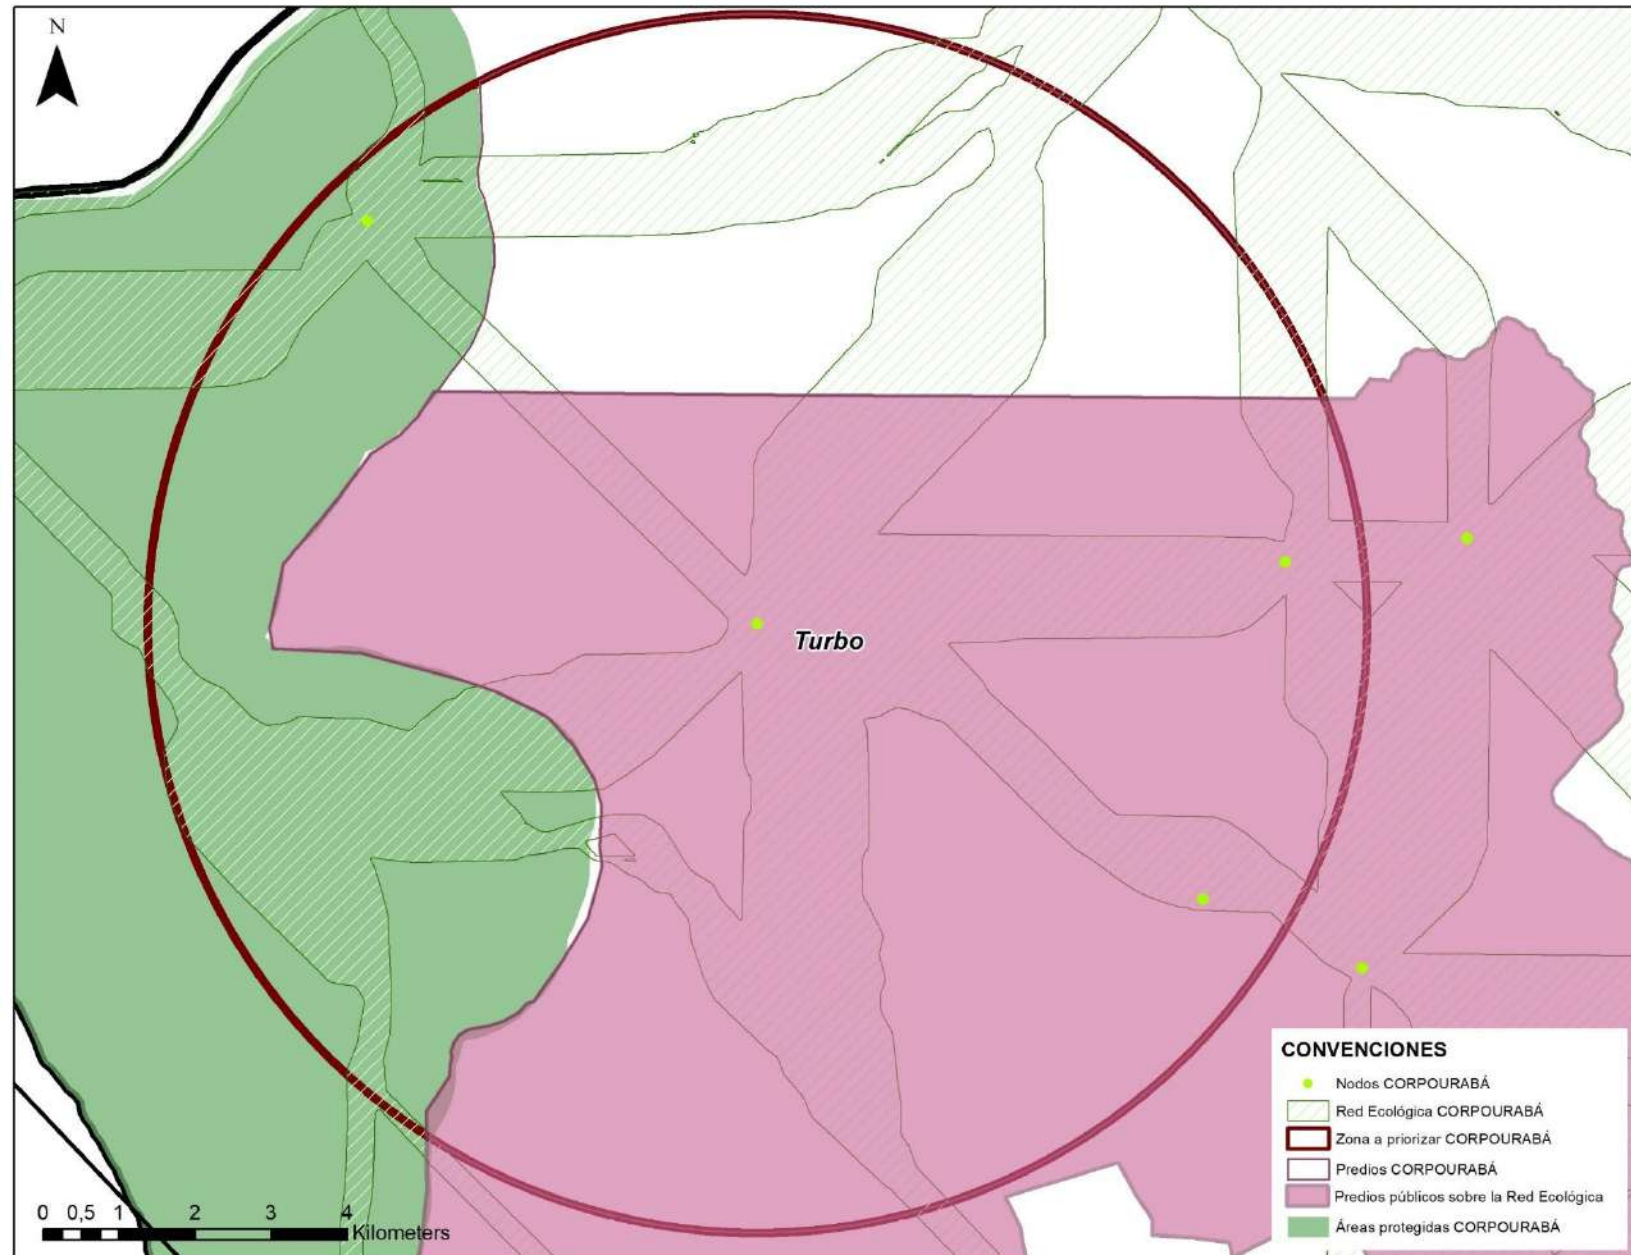 N
Turbo
CONVENCIONES
Nodos CORPOURABÁ
Red Ecológica CORPOURABÁ
Zona a priorizar CORPOURABÁ
Predios CORPOURABÁ
Predios públicos sobre la Red Ecológica
Áreas protegidas CORPOURABÁ
0 0,5 1 2 3 4
Kilometers